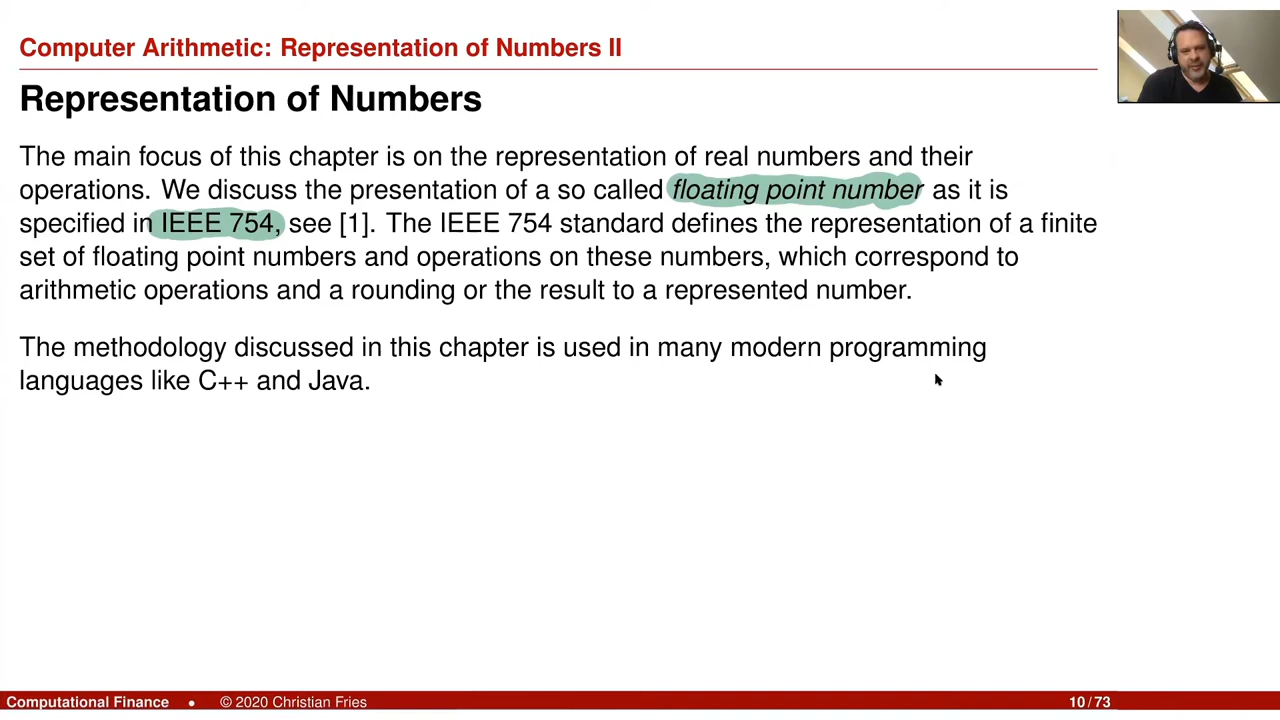 Computer Arithmetic: Representation of Numbers II
Representation of Numbers
The main focus of this chapter is on the representation of real numbers and their
operations. We discuss the presentation of a so called floating point number as it is
specified in IEEE 754, see [1]. The IEEE 754 standard defines the representation of a finite
set of floating point numbers and operations on these numbers, which correspond to
arithmetic operations and a rounding or the result to a represented number.
The methodology discussed in this chapter is used in many modern programming
languages like C++ and Java.
Computational Finance • © 2020 Christian Fries 10 / 73